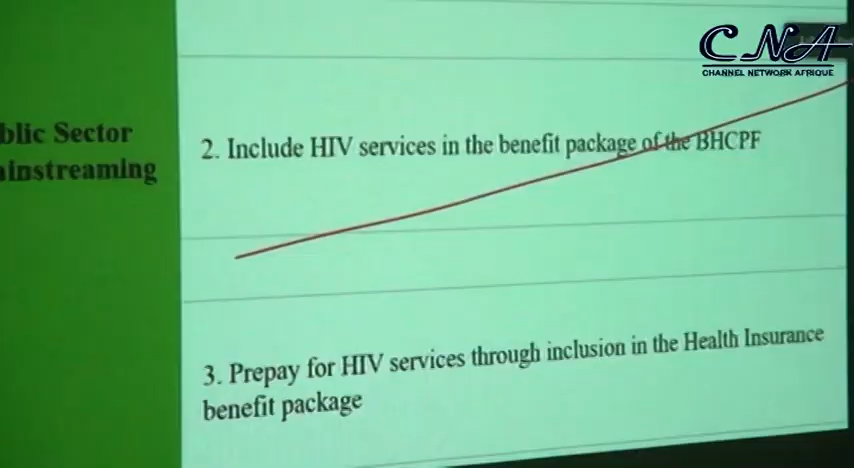 CNA
CHANNEL NETWORK AFRIQUE
blic Sector
instreaming
2. Include HIV services in the benefit package of the BHCPF
3. Prepay for HIV services through inclusion in the Health Insurance
benefit package